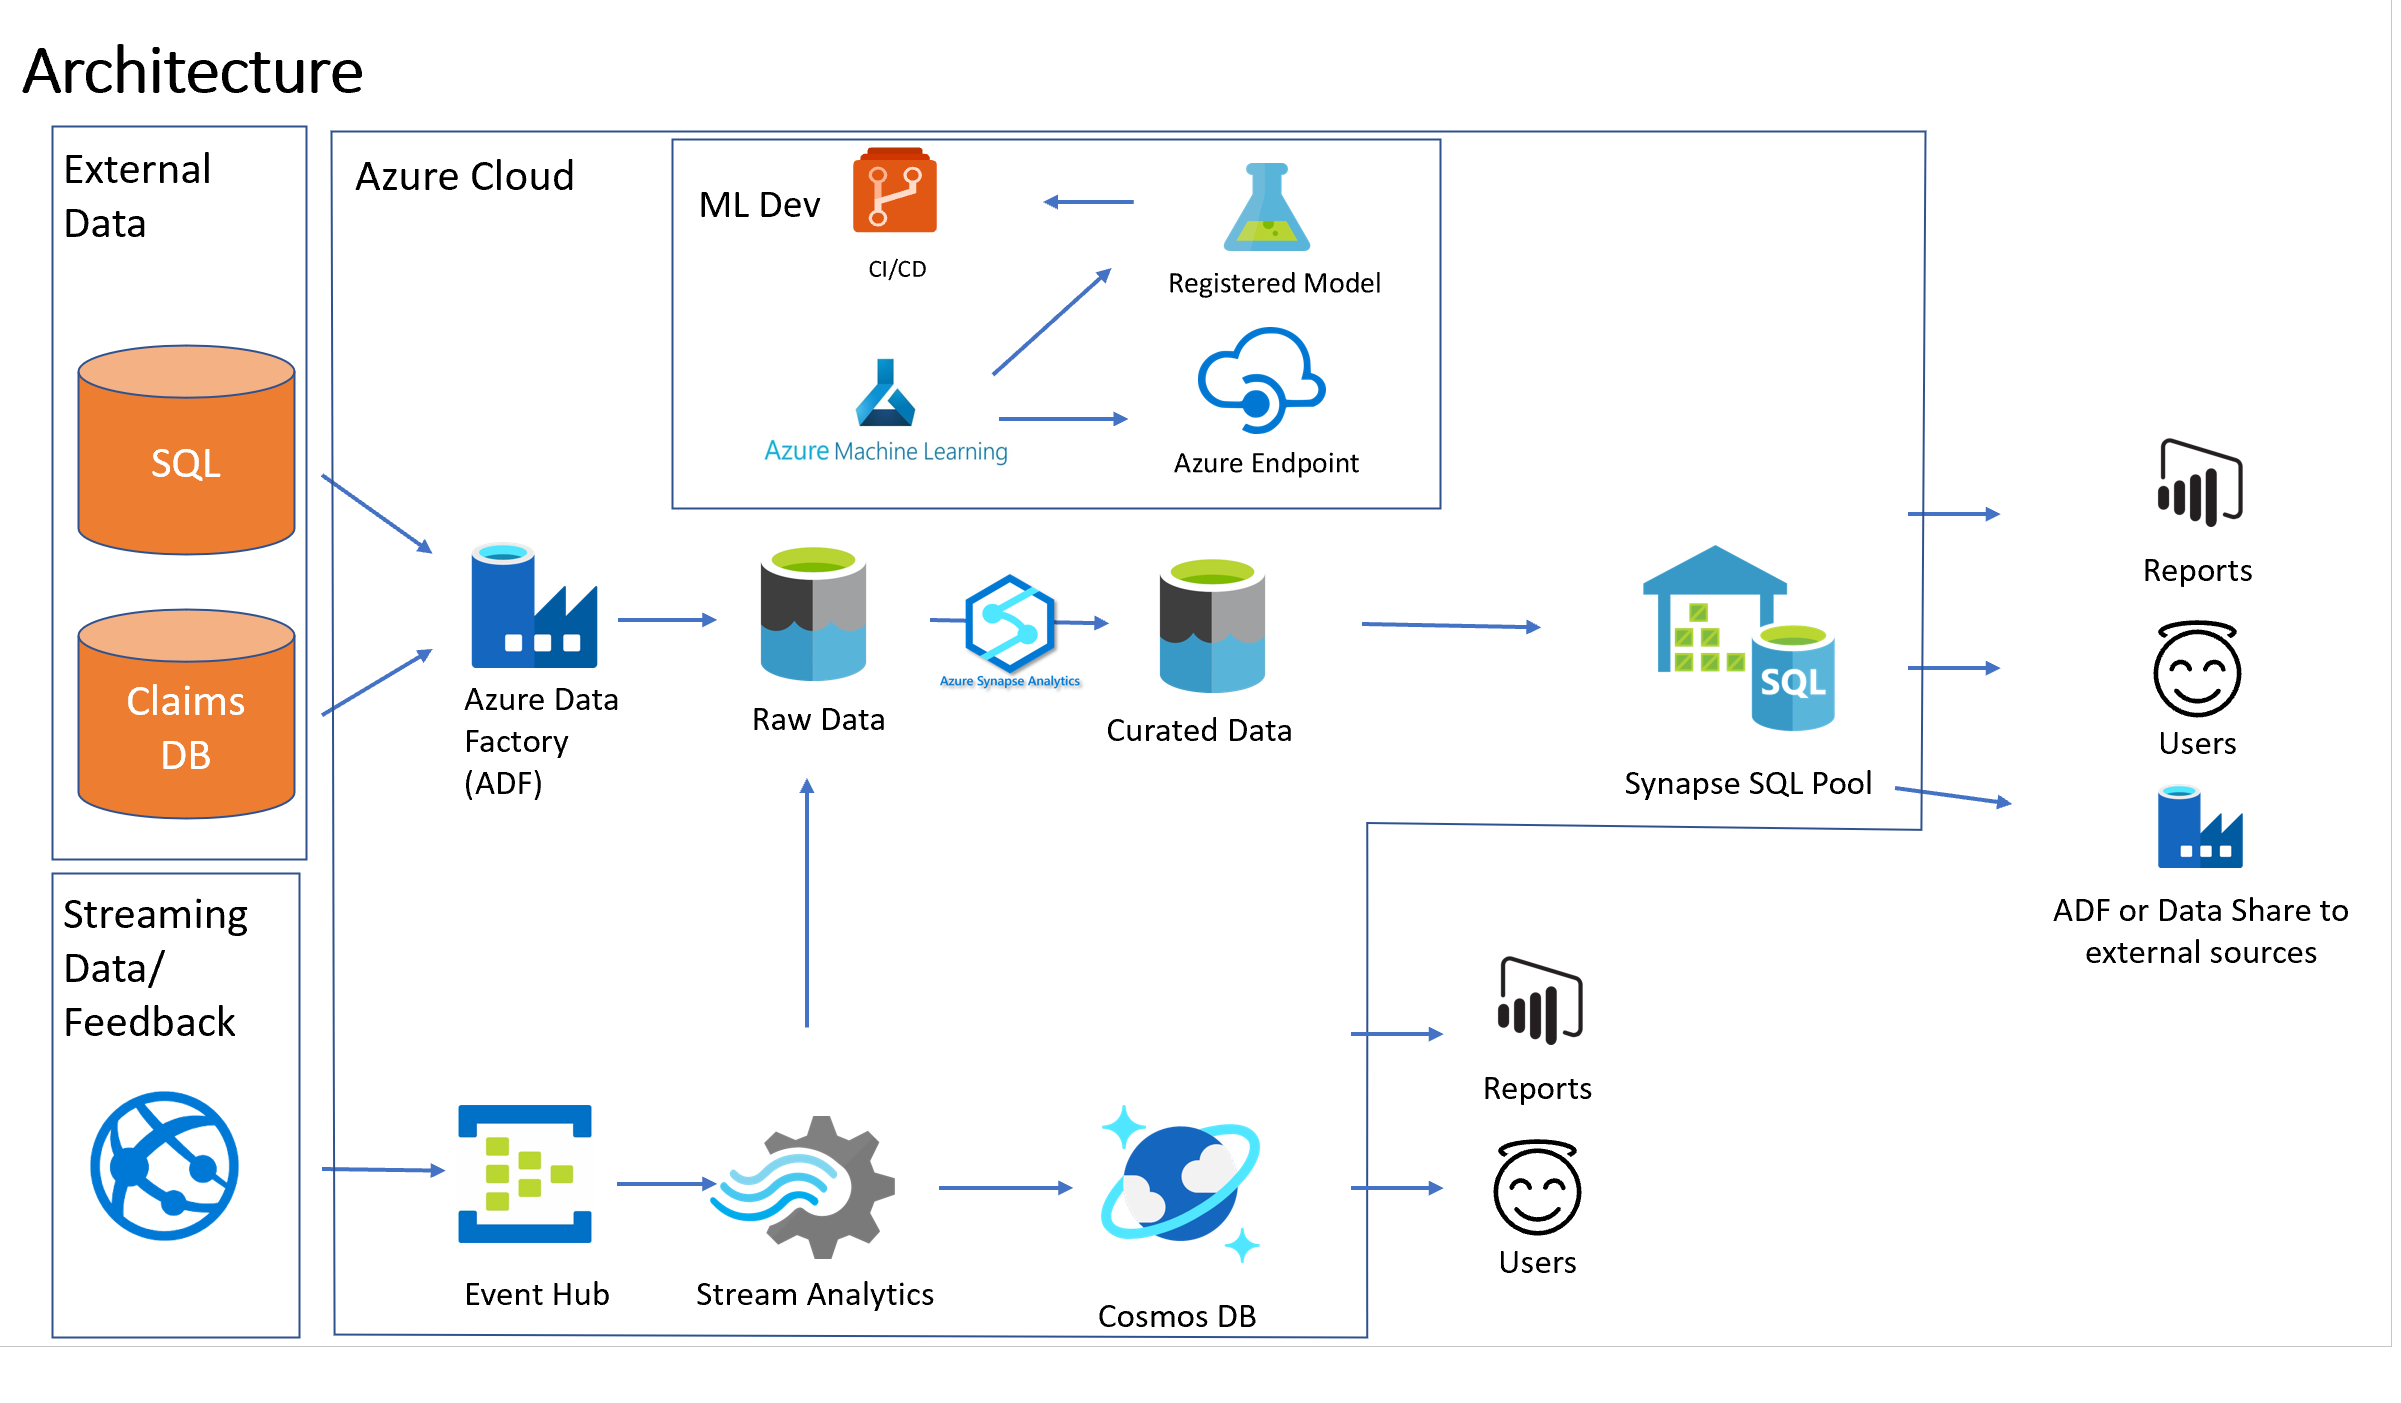 Architecture
External
Data
SQL
Claims
DB
Streaming
Data/
Feedback
Azure Cloud
ML Dev
CI/CD
Registered Model
Azure Machine Learning
Azure Endpoint
Azure Data
Factory
(ADF)
Raw Data
Azure Synapse Analytics
Curated Data
SQL
Synapse SQL Pool
Reports
Users
ADF or Data Share to
external sources
Event Hub
Stream Analytics
Cosmos DB
Reports
Users